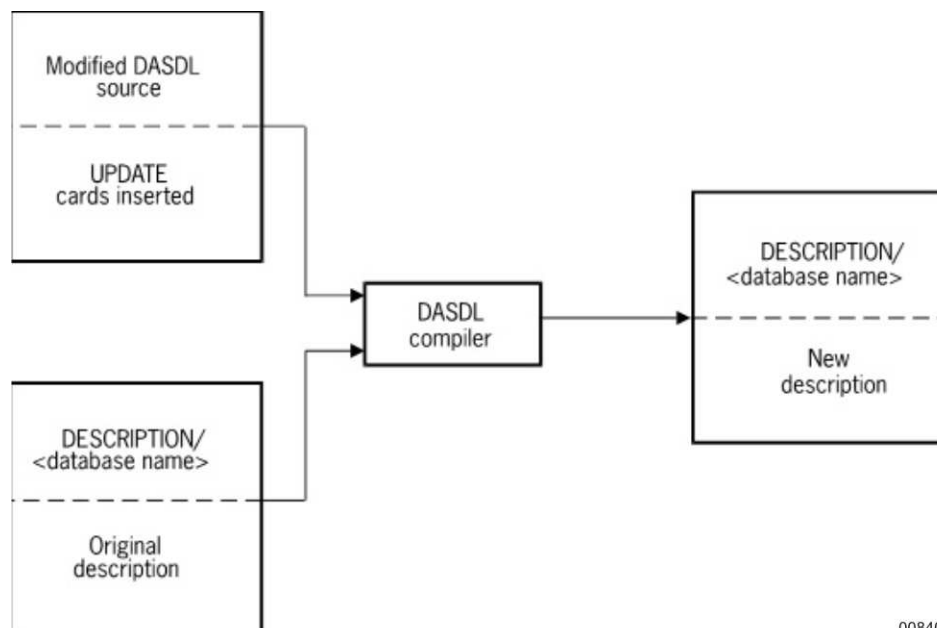 Modified DASDL
source
UPDATE
cards inserted
DESCRIPTION/
<database name>
DASDL
compiler
New
description
DESCRIPTION/
<database name>
Original
description